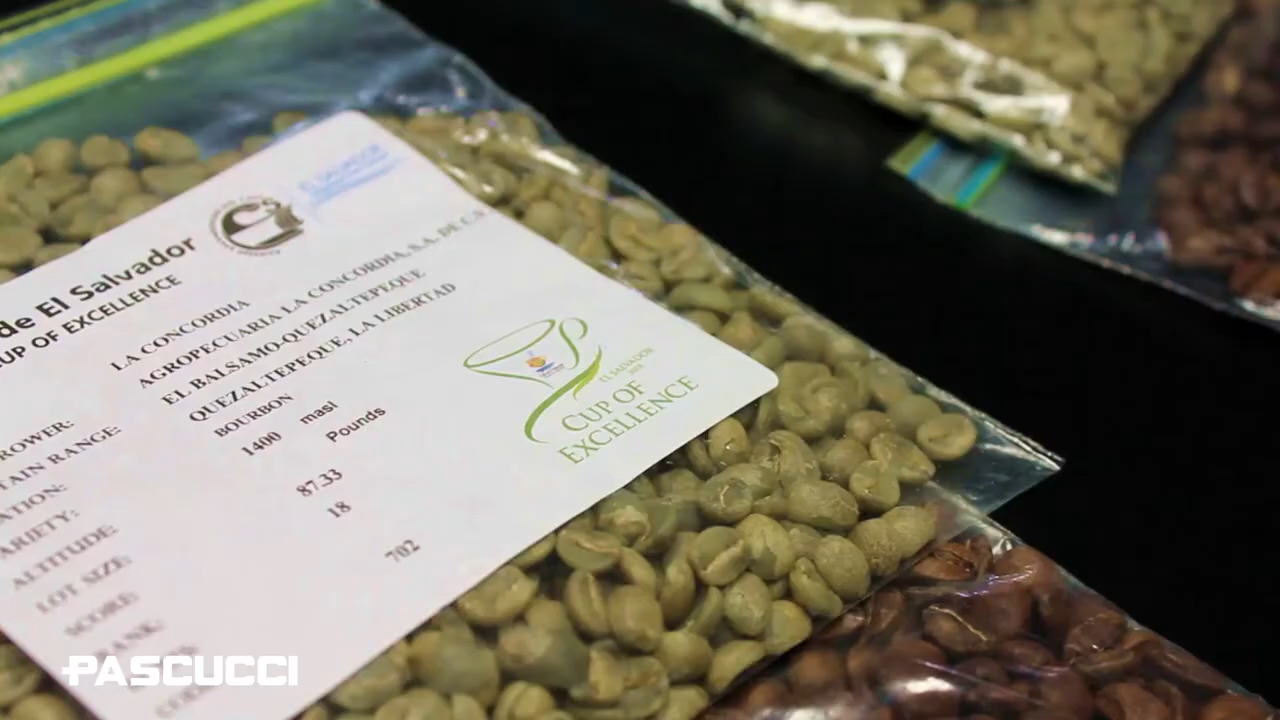 de El Salvador
CUP OF EXCELLENCE
LA CONCORDIA
ROWER: AGROPECUARIA LA CONCORDIA, S.A. DE C.V.
TAIN RANGE: EL BALSAMO-QUEZALTEPEQUE
ATION: QUEZALTEPEQUE, LA LIBERTAD
ARIETY: BOURBON
ALTITUDE: 1400 masl
LOT SIZE: Pounds
SCORE: 87.33
RANK: 18
702
EL SALVADOR
CUP OF
EXCELLENCE
PASCUCCI